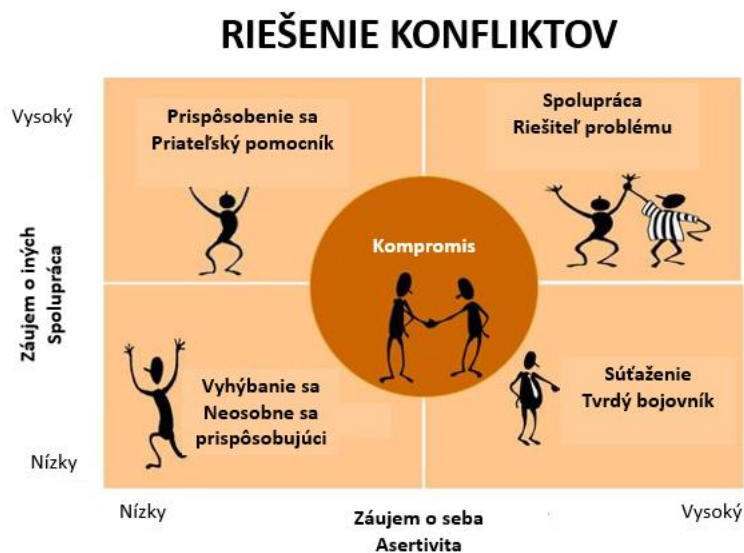 RIEŠENIE KONFLIKTOV
Vysoký
Prispôsobenie sa
Priateľský pomocník
Spolupráca
Riešiteľ problému
Kompromis
Záujem o iných
Spolupráca
Vyhýbanie sa
Neosobne sa
prispôsobujúci
Súťaženie
Tvrdý bojovník
Nízky
Nízky
Záujem o seba
Asertivita
Vysoký